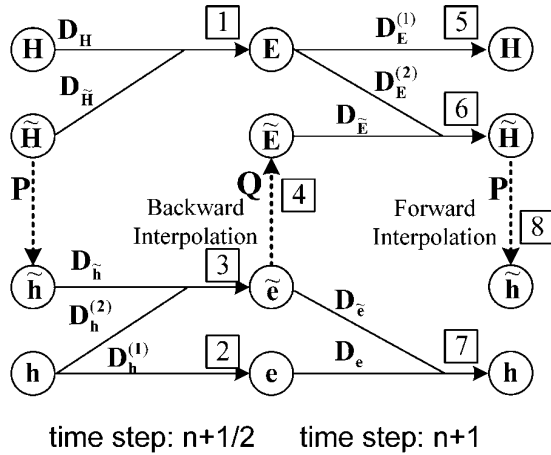 H D_H 1 E D_E^(1) 5 H
D_H̃ D_E^(2)
H̃ Ẽ D_Ẽ 6 H̃
P Q 4 P 8
Backward Interpolation
Forward Interpolation
h̃ D_h̃ 3 ẽ h̃
D_h^(2) D_ẽ
h D_h^(1) 2 e D_e 7 h
time step: n+1/2 time step: n+1